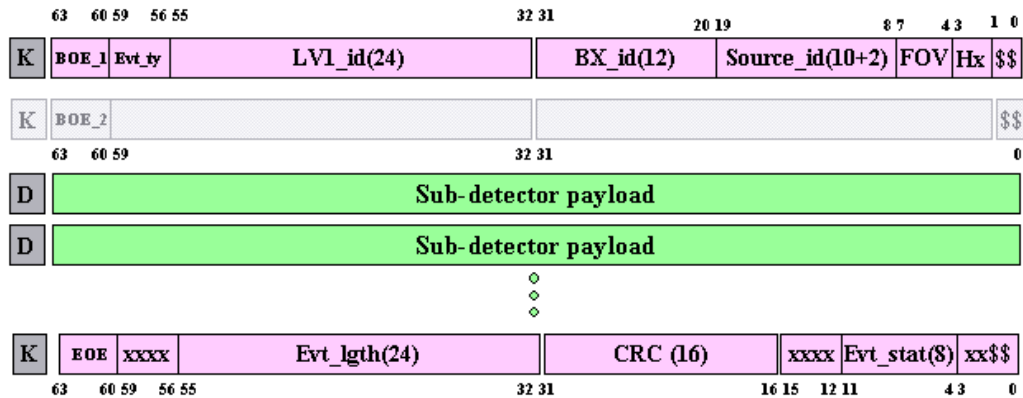 63 60 59 56 55 32 31 20 19 8 7 4 3 1 0
K BOE_1 Evt_ty LV1_id(24) BX_id(12) Source_id(10+2) FOV Hx $$
K BOE_2 $$
63 60 59 32 31 0
D Sub-detector payload
D Sub-detector payload
K EOE xxxx Evt_lgth(24) CRC (16) xxxx Evt_stat(8) xx$$
63 60 59 56 55 32 31 16 15 12 11 4 3 0